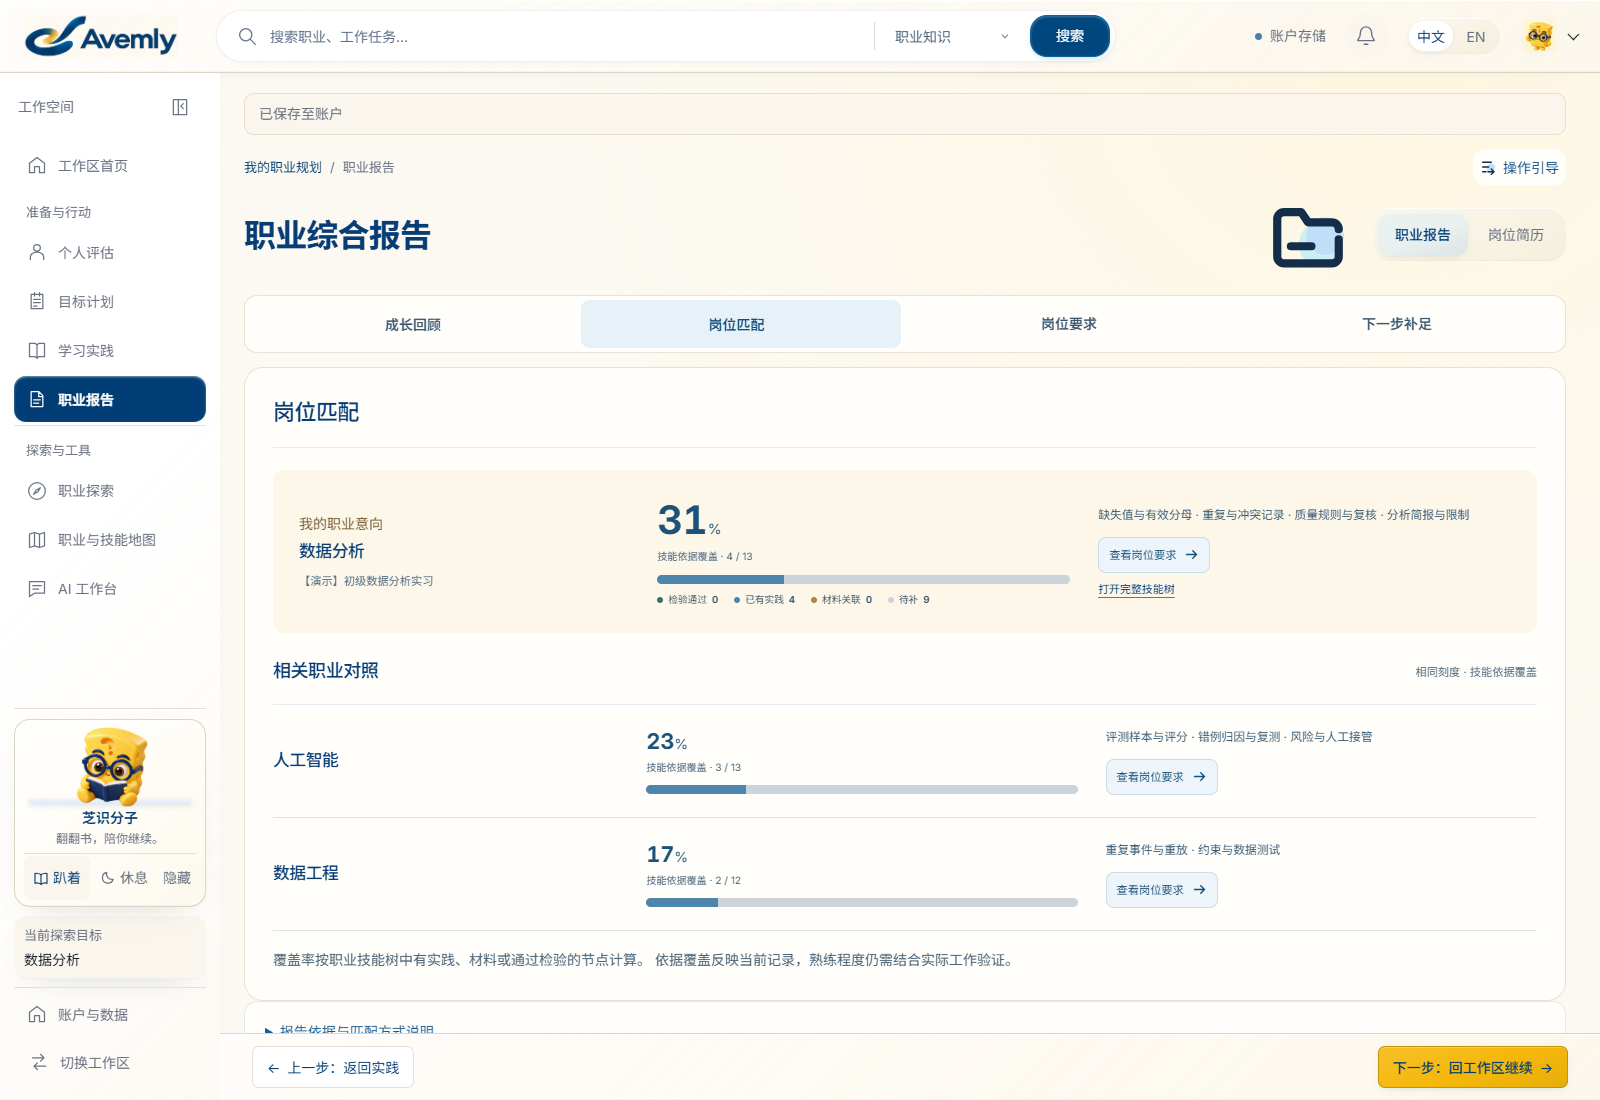 Avemly
搜索职业、工作任务...
职业知识
搜索
账户存储
中文
EN
工作空间
工作区首页
准备与行动
个人评估
目标计划
学习实践
职业报告
探索与工具
职业探索
职业与技能地图
AI 工作台
芝识分子
翻翻书，陪你继续。
趴着
休息
隐藏
当前探索目标
数据分析
账户与数据
切换工作区
已保存至账户
我的职业规划 / 职业报告
操作引导
职业综合报告
职业报告
岗位简历
成长回顾
岗位匹配
岗位要求
下一步补足
岗位匹配
我的职业意向
数据分析
【演示】初级数据分析实习
31%
技能依据覆盖 · 4 / 13
检验通过 0
已有实践 4
材料关联 0
待补 9
缺失值与有效分母 · 重复与冲突记录 · 质量规则与复核 · 分析简报与限制
查看岗位要求 →
打开完整技能树
相关职业对照
相同刻度 · 技能依据覆盖
人工智能
23%
技能依据覆盖 · 3 / 13
评测样本与评分 · 错例归因与复测 · 风险与人工接管
查看岗位要求 →
数据工程
17%
技能依据覆盖 · 2 / 12
重复事件与重放 · 约束与数据测试
查看岗位要求 →
覆盖率按职业技能树中有实践、材料或通过检验的节点计算。 依据覆盖反映当前记录，熟练程度仍需结合实际工作验证。
▶ 报告依据与匹配方式说明
← 上一步：返回实践
下一步：回工作区继续 →